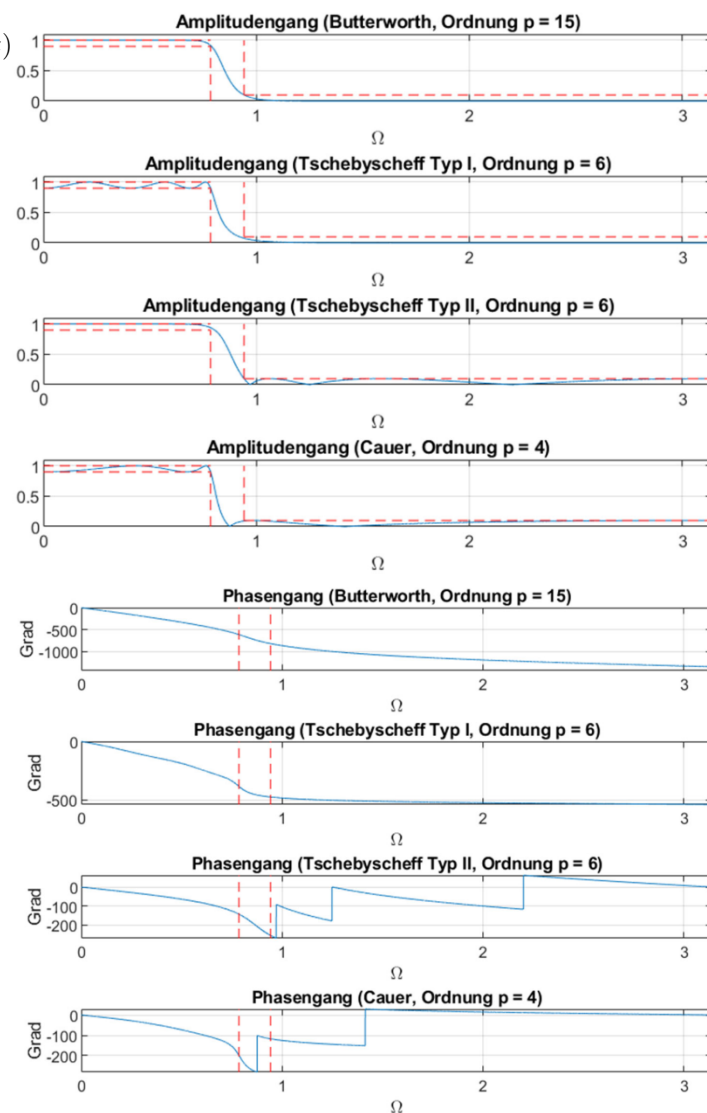 Amplitudengang (Butterworth, Ordnung p = 15)
)
1
0.5
0
0 1 2 3
Ω
Amplitudengang (Tschebyscheff Typ I, Ordnung p = 6)
1
0.5
0
0 1 2 3
Ω
Amplitudengang (Tschebyscheff Typ II, Ordnung p = 6)
1
0.5
0
0 1 2 3
Ω
Amplitudengang (Cauer, Ordnung p = 4)
1
0.5
0
0 1 2 3
Ω
Phasengang (Butterworth, Ordnung p = 15)
Grad
0
-500
-1000
0 1 2 3
Ω
Phasengang (Tschebyscheff Typ I, Ordnung p = 6)
Grad
0
-500
0 1 2 3
Ω
Phasengang (Tschebyscheff Typ II, Ordnung p = 6)
Grad
0
-100
-200
0 1 2 3
Ω
Phasengang (Cauer, Ordnung p = 4)
Grad
0
-100
-200
0 1 2 3
Ω